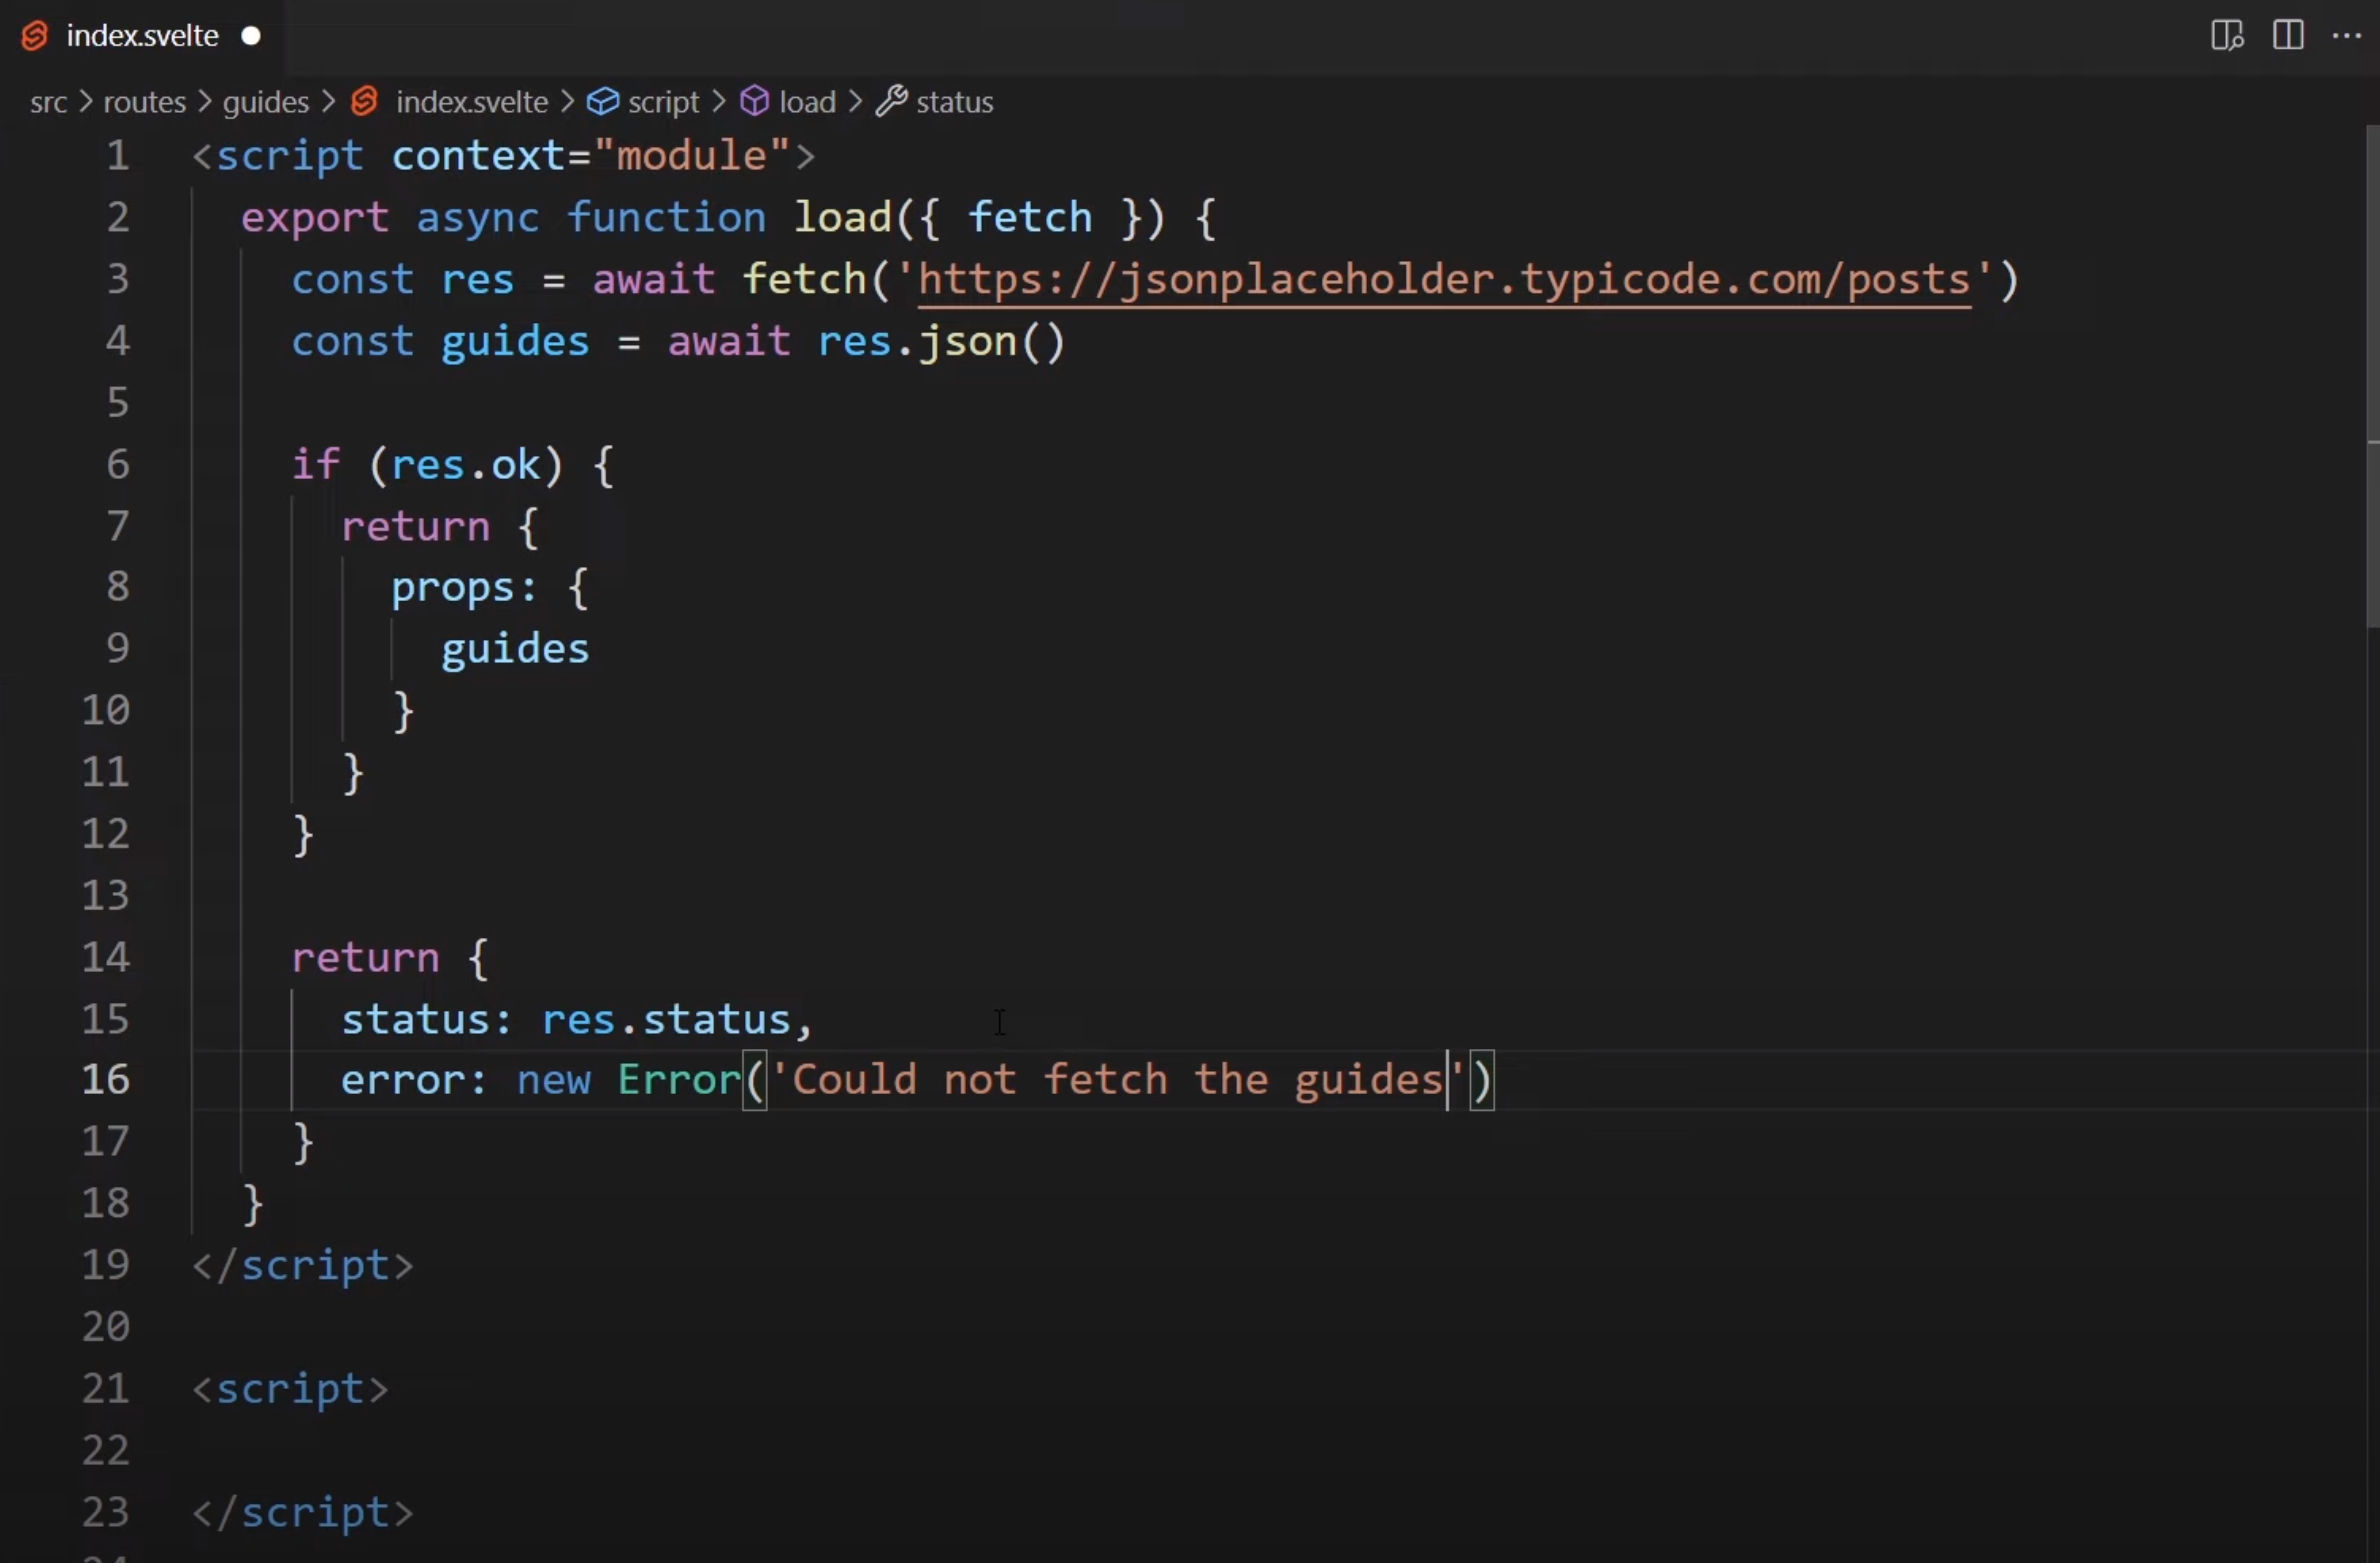 index.svelte
src > routes > guides > index.svelte > script > load > status
1 <script context="module">
2 export async function load({ fetch }) {
3 const res = await fetch('https://jsonplaceholder.typicode.com/posts')
4 const guides = await res.json()
5
6 if (res.ok) {
7 return {
8 props: {
9 guides
10 }
11 }
12 }
13
14 return {
15 status: res.status,
16 error: new Error('Could not fetch the guides')
17 }
18 }
19 </script>
20
21 <script>
22
23 </script>